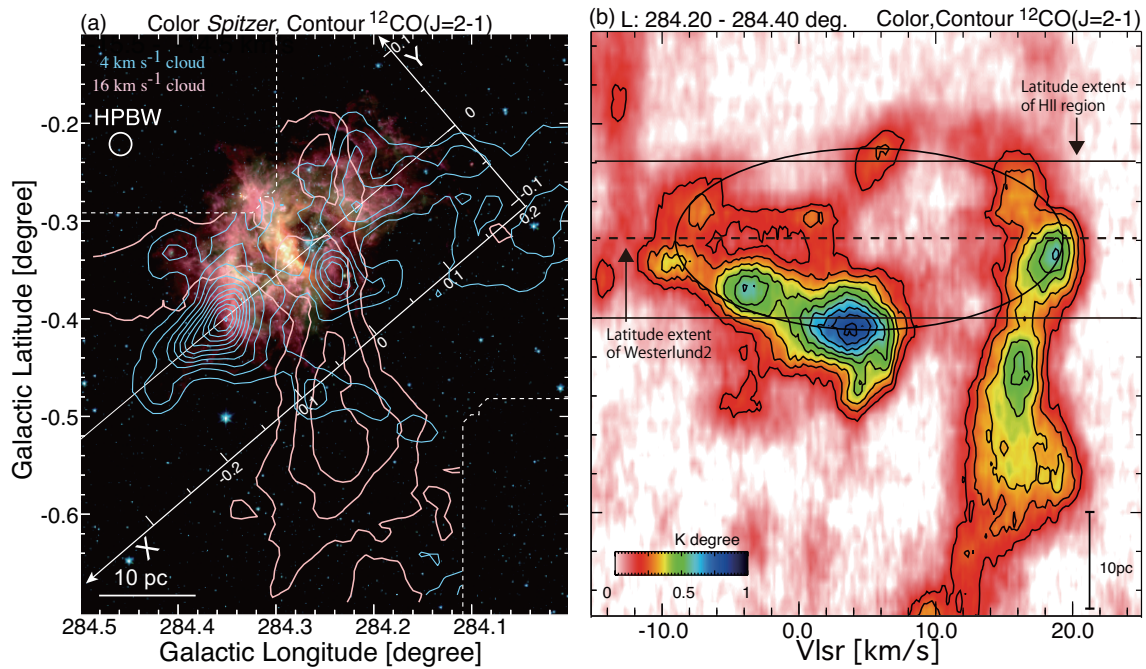 (a) Color Spitzer, Contour ¹²CO(J=2-1)
4 km s⁻¹ cloud
16 km s⁻¹ cloud
HPBW
Y
-0.1
0
0.1
-0.1
0.2
0.1
0
-0.1
-0.2
X
10 pc
-0.2
-0.3
-0.4
-0.5
-0.6
Galactic Latitude [degree]
284.5 284.4 284.3 284.2 284.1
Galactic Longitude [degree]
(b) L: 284.20 - 284.40 deg. Color,Contour ¹²CO(J=2-1)
Latitude extent
of HII region
Latitude extent
of Westerlund2
K degree
0 0.5 1
10pc
-10.0 0.0 10.0 20.0
Vlsr [km/s]